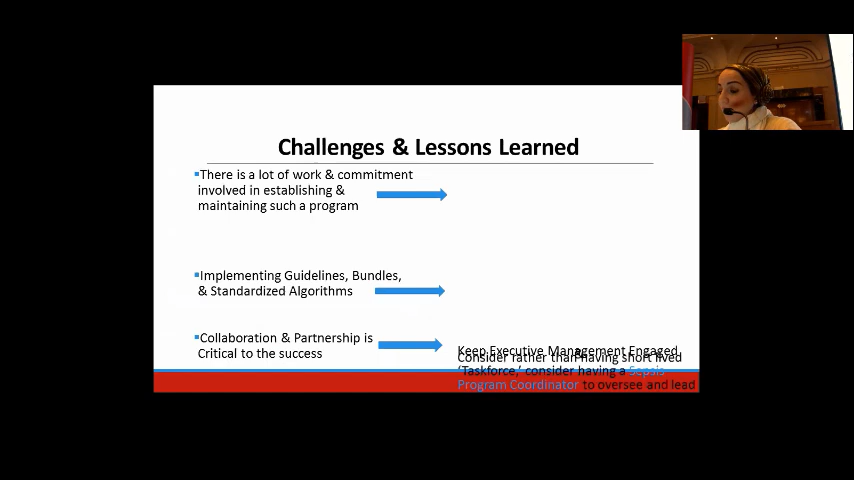 Challenges & Lessons Learned
▪There is a lot of work & commitment
involved in establishing &
maintaining such a program
▪Implementing Guidelines, Bundles,
& Standardized Algorithms
▪Collaboration & Partnership is
Critical to the success
Keep Executive Management Engaged
&
Consider rather than having short lived
'Taskforce,' consider having a Sepsis
Program Coordinator to oversee and lead